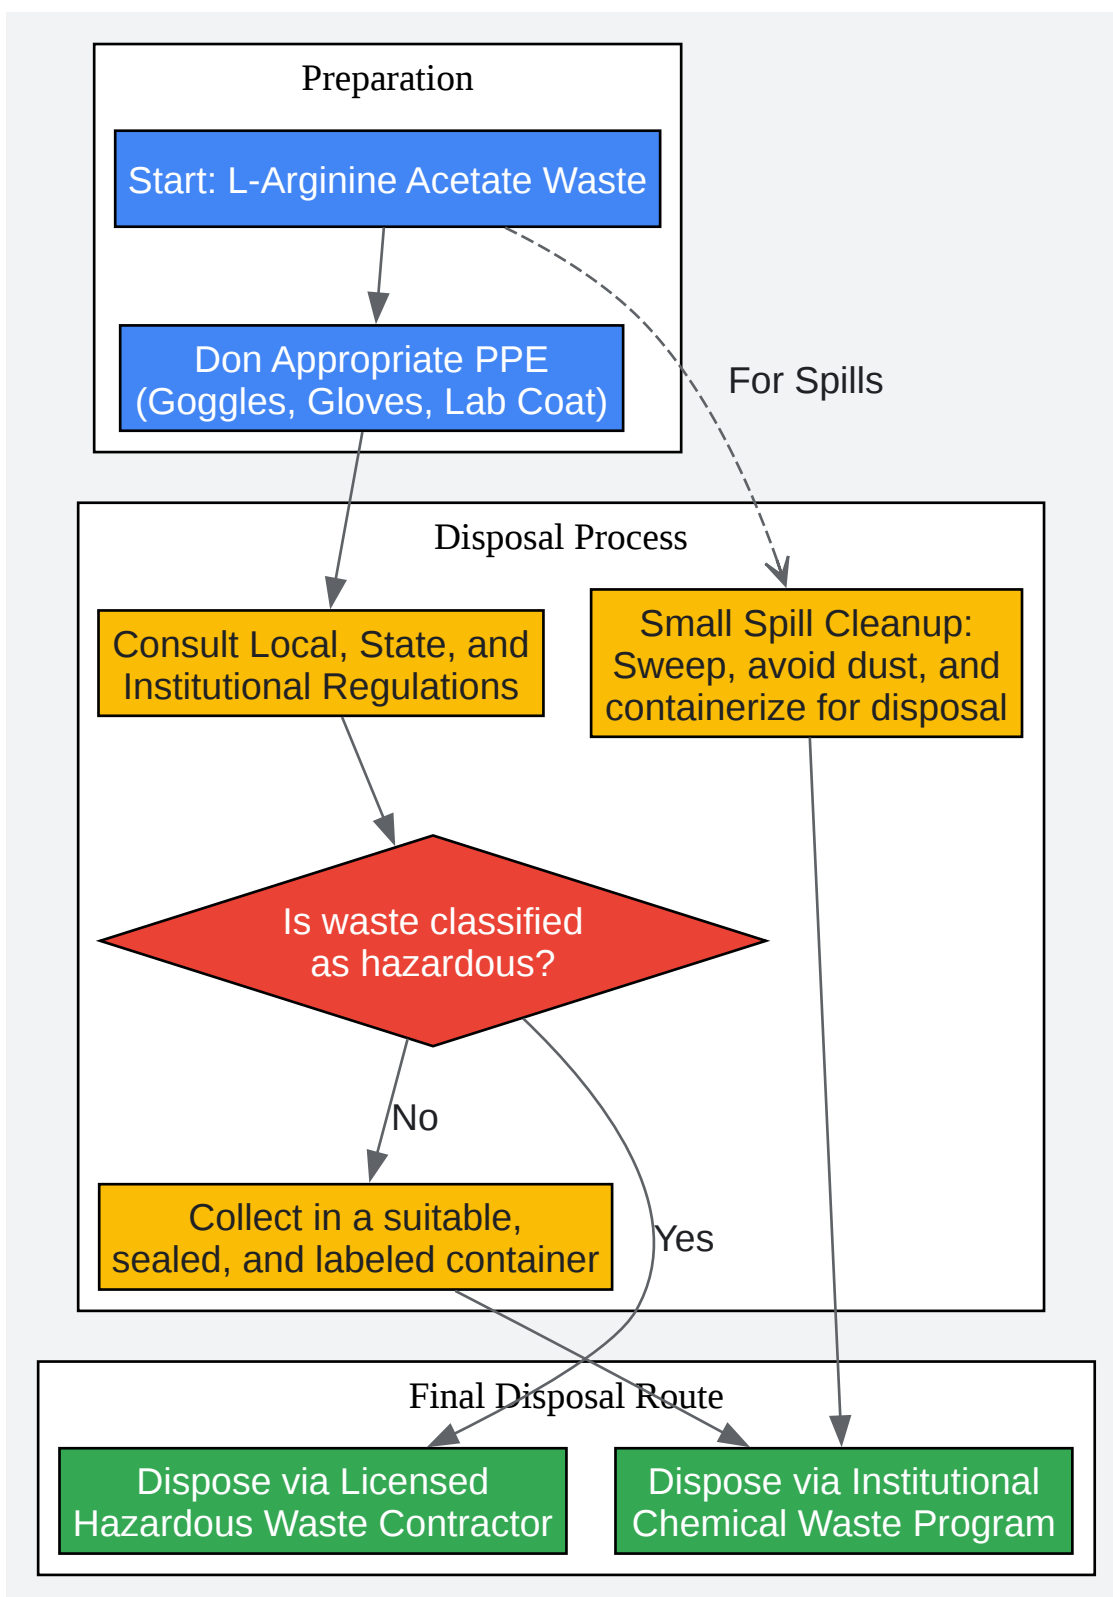 Preparation
Start: L-Arginine Acetate Waste
Don Appropriate PPE
(Goggles, Gloves, Lab Coat)
For Spills
Disposal Process
Consult Local, State, and
Institutional Regulations
Small Spill Cleanup:
Sweep, avoid dust, and
containerize for disposal
Is waste classified
as hazardous?
No
Collect in a suitable,
sealed, and labeled container
Yes
Final Disposal Route
Dispose via Licensed
Hazardous Waste Contractor
Dispose via Institutional
Chemical Waste Program